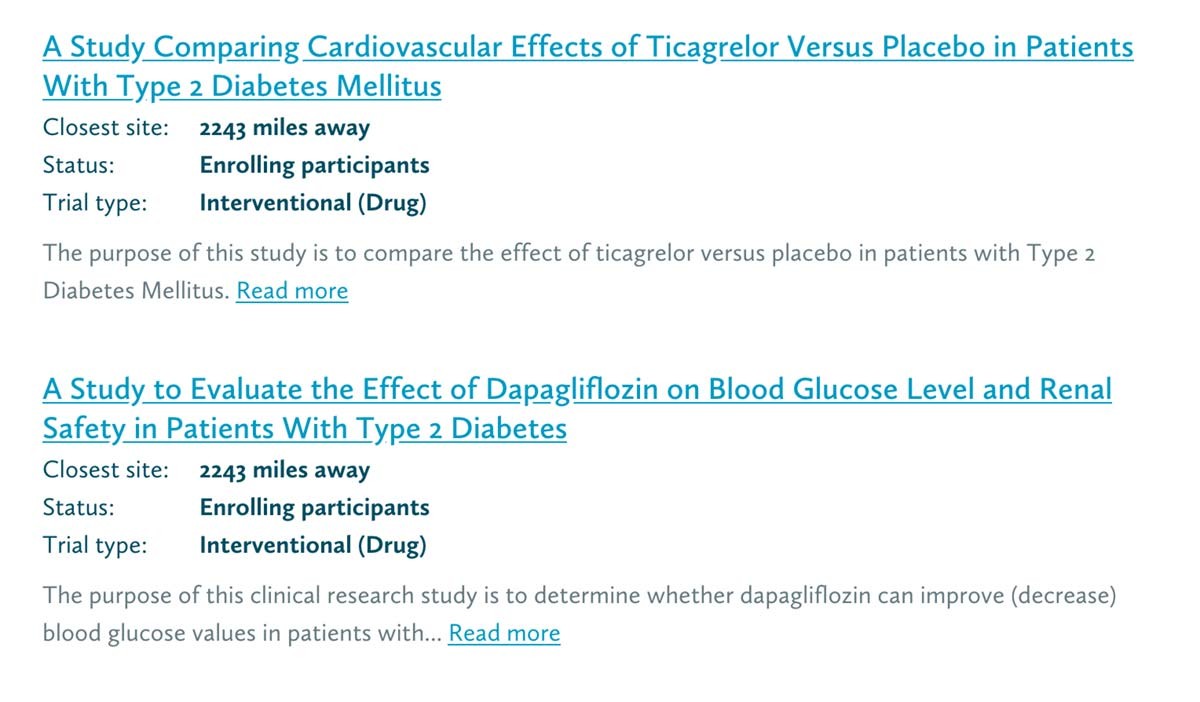 A Study Comparing Cardiovascular Effects of Ticagrelor Versus Placebo in Patients
With Type 2 Diabetes Mellitus
Closest site: 2243 miles away
Status: Enrolling participants
Trial type: Interventional (Drug)
The purpose of this study is to compare the effect of ticagrelor versus placebo in patients with Type 2
Diabetes Mellitus. Read more
A Study to Evaluate the Effect of Dapagliflozin on Blood Glucose Level and Renal
Safety in Patients With Type 2 Diabetes
Closest site: 2243 miles away
Status: Enrolling participants
Trial type: Interventional (Drug)
The purpose of this clinical research study is to determine whether dapagliflozin can improve (decrease)
blood glucose values in patients with... Read more